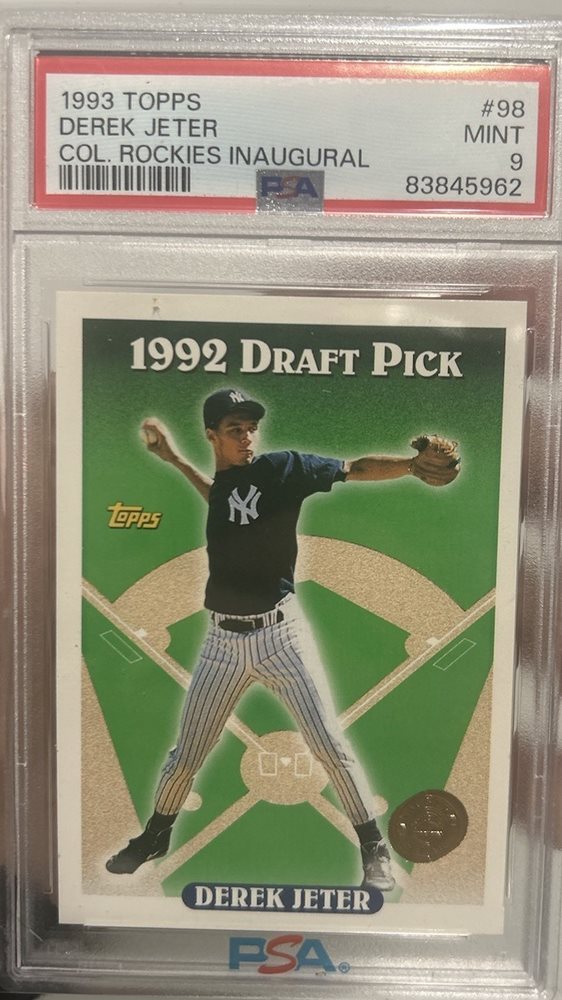 1993 TOPPS #98
DEREK JETER MINT
COL. ROCKIES INAUGURAL 9
PSA 83845962
1992 DRAFT PICK
NY
NY
TOPPS
DEREK JETER
PSA®